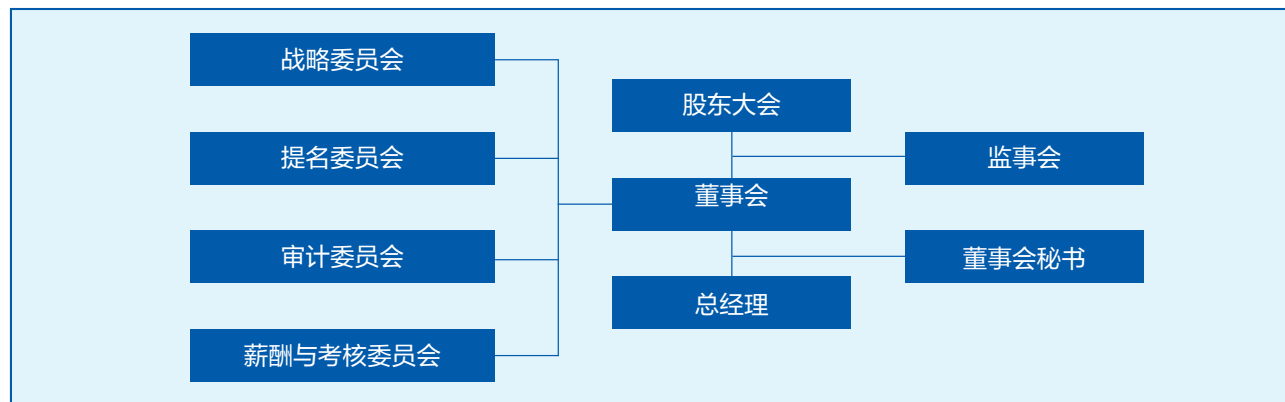 战略委员会
提名委员会
审计委员会
薪酬与考核委员会
股东大会
董事会
总经理
监事会
董事会秘书